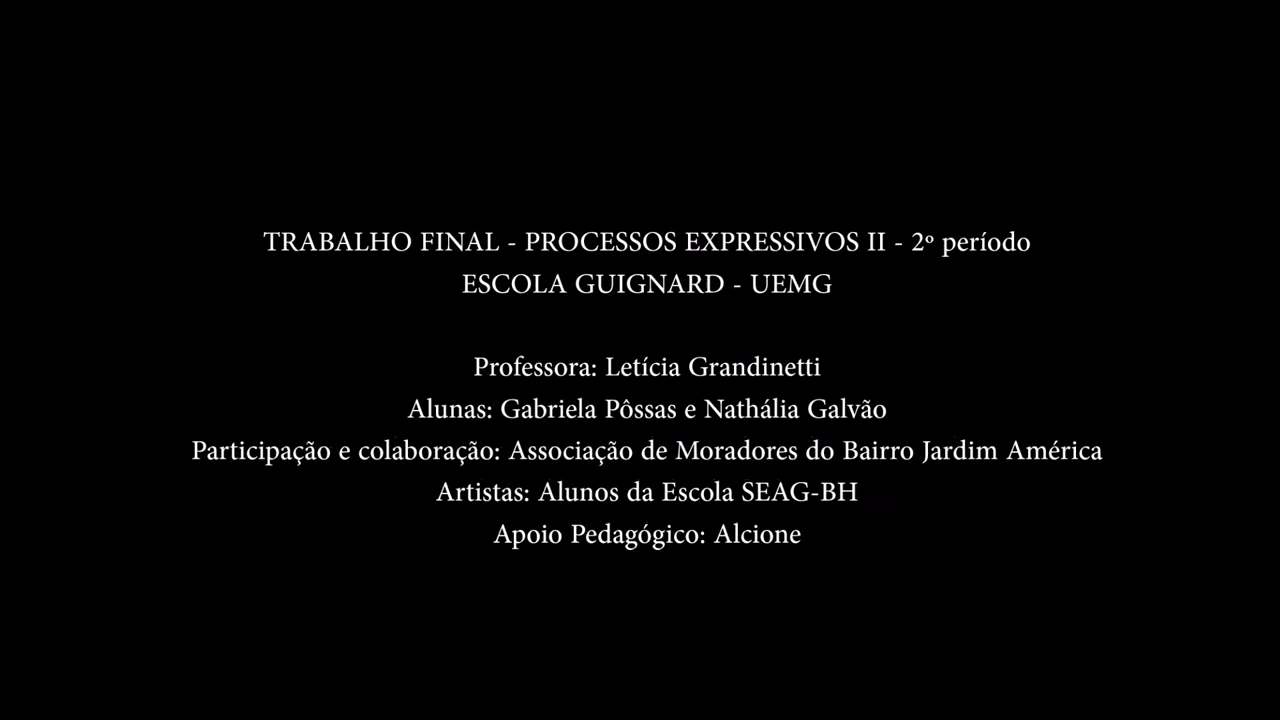 TRABALHO FINAL - PROCESSOS EXPRESSIVOS II - 2º período
ESCOLA GUIGNARD - UEMG
Professora: Letícia Grandinetti
Alunas: Gabriela Pôssas e Nathália Galvão
Participação e colaboração: Associação de Moradores do Bairro Jardim América
Artistas: Alunos da Escola SEAG-BH
Apoio Pedagógico: Alcione